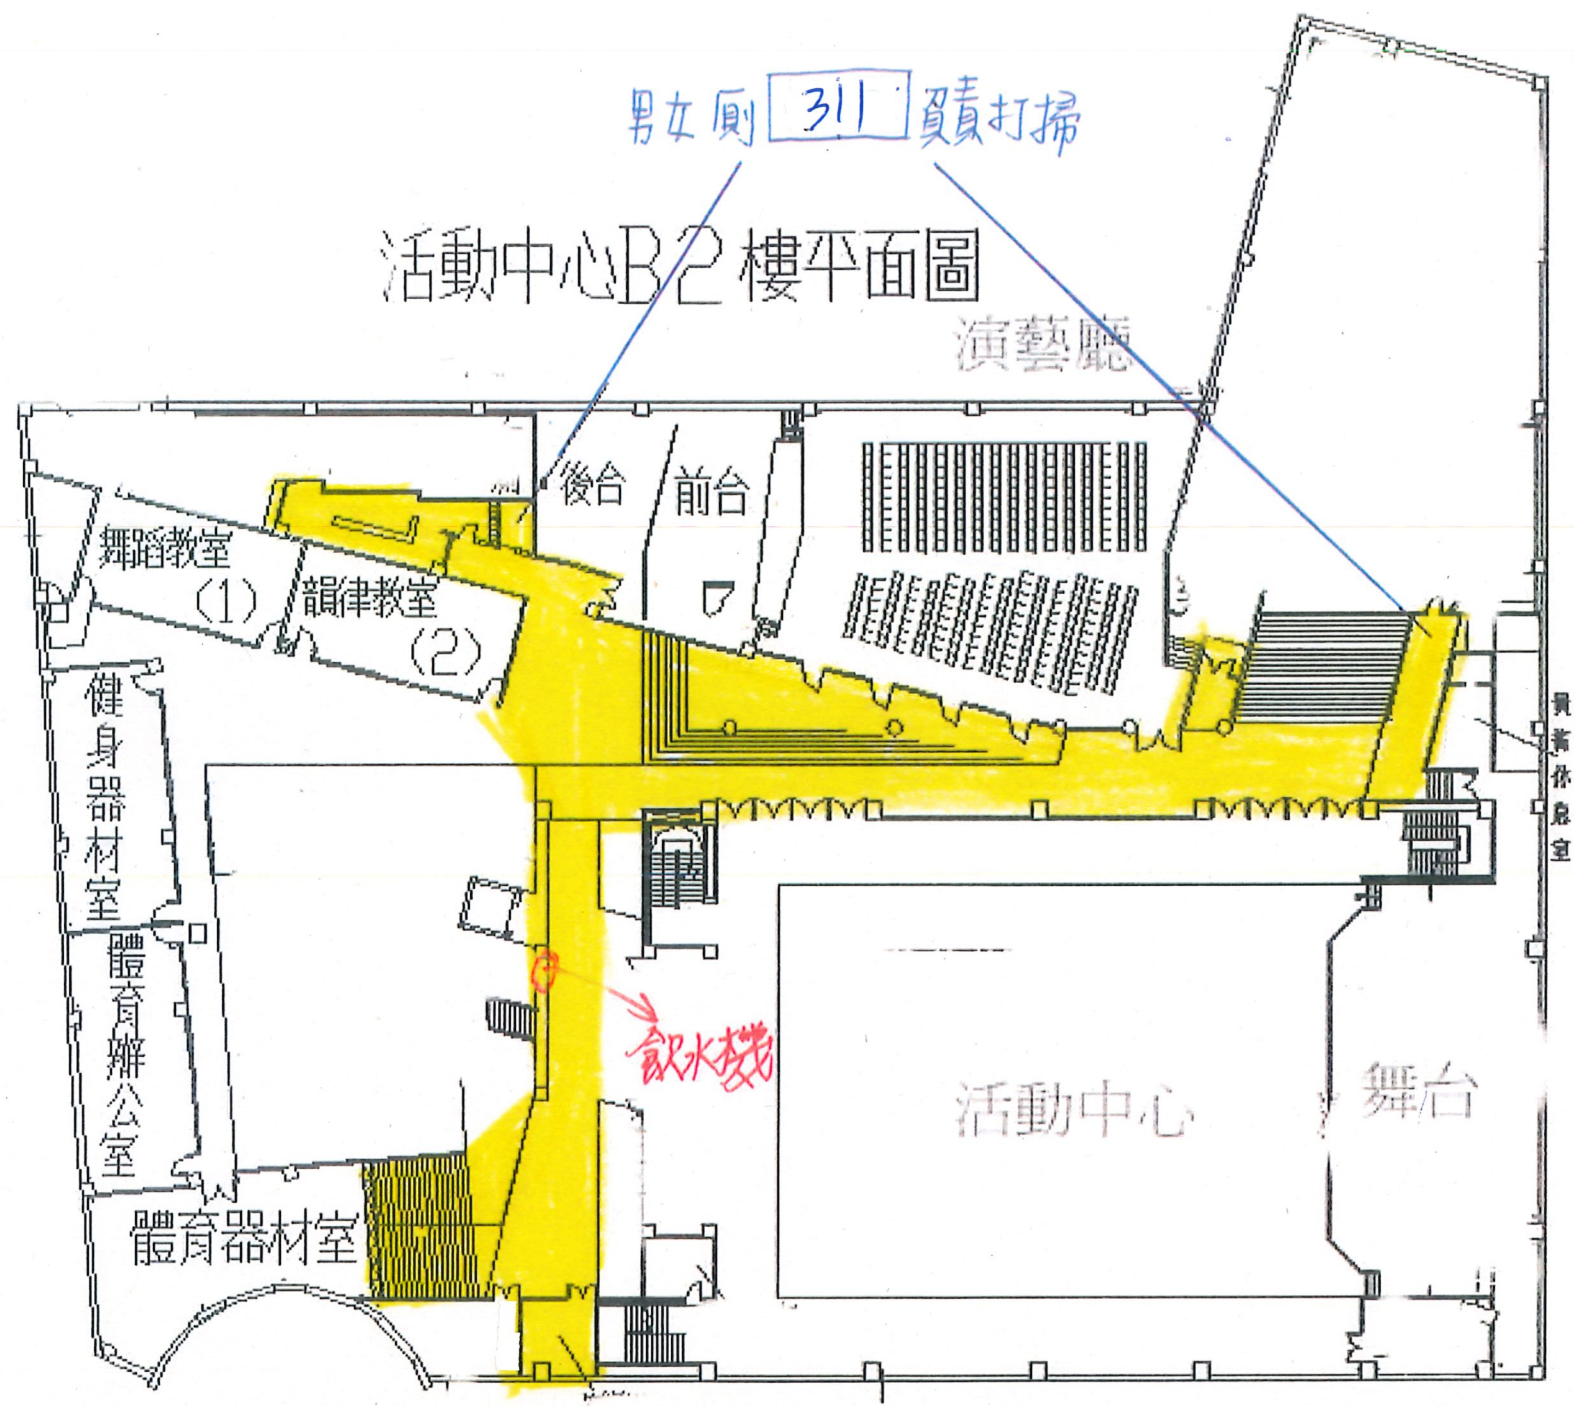 男女廁 311 負責打掃
活動中心B2樓平面圖
演藝廳
後台
前台
舞蹈教室
(1)
韻律教室
(2)
健身器材室
貴賓休息室
體育辦公室
飲水機
活動中心
舞台
體育器材室